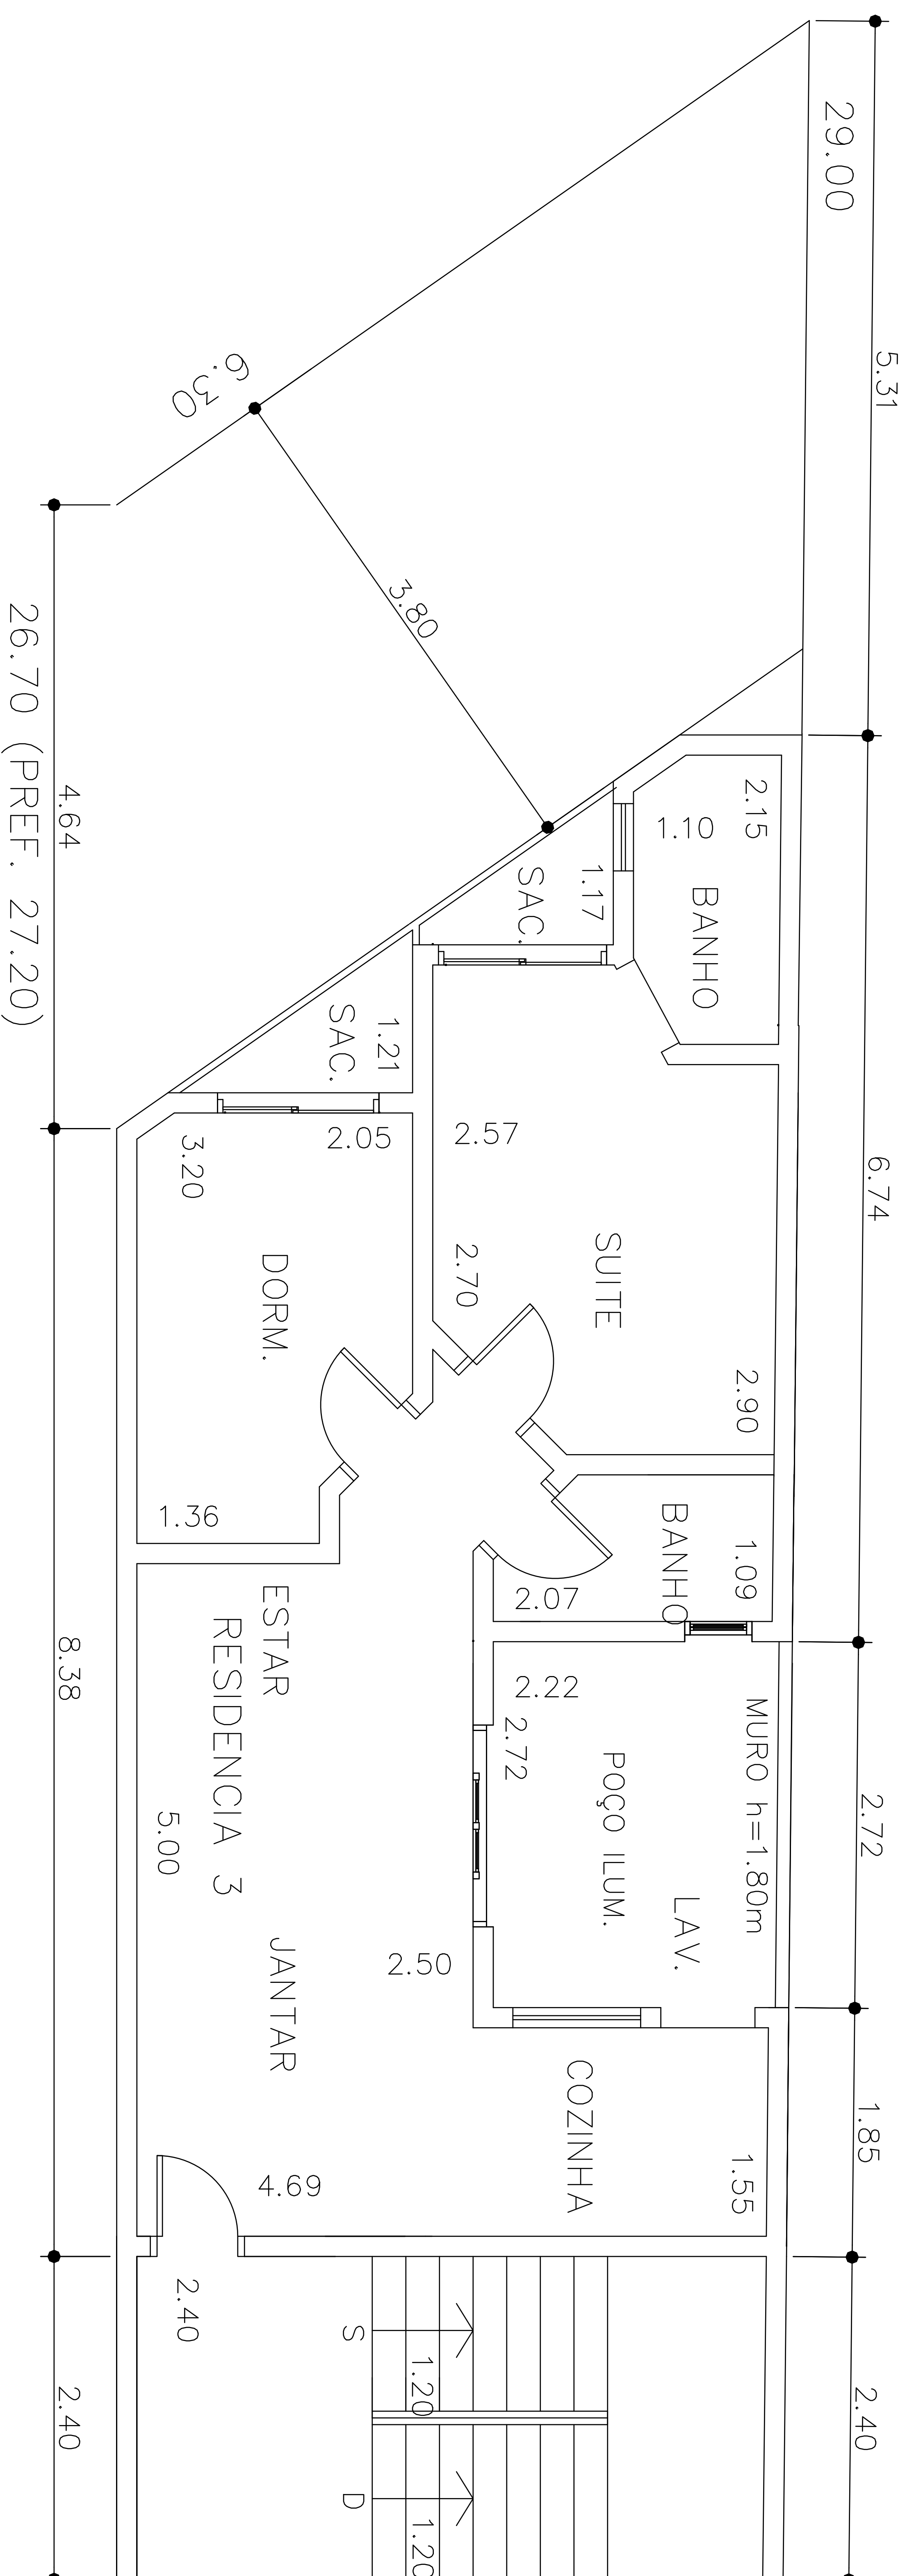 29.00
5.31
6.74
2.72
1.85
2.40
2.15
1.10
BANHO
1.17
SAC.
1.21
SAC.
3.80
6.30
2.57
2.05
3.20
SUITE
2.70
2.90
DORM.
1.36
BANHO
1.09
2.07
MURO h=1.80m
2.22
2.72
POÇO ILUM.
LAV.
ESTAR
RESIDENCIA 3
5.00
2.50
JANTAR
COZINHA
1.55
4.69
2.40
S
1.20
D
1.20
4.64
8.38
2.40
26.70 (PREF. 27.20)